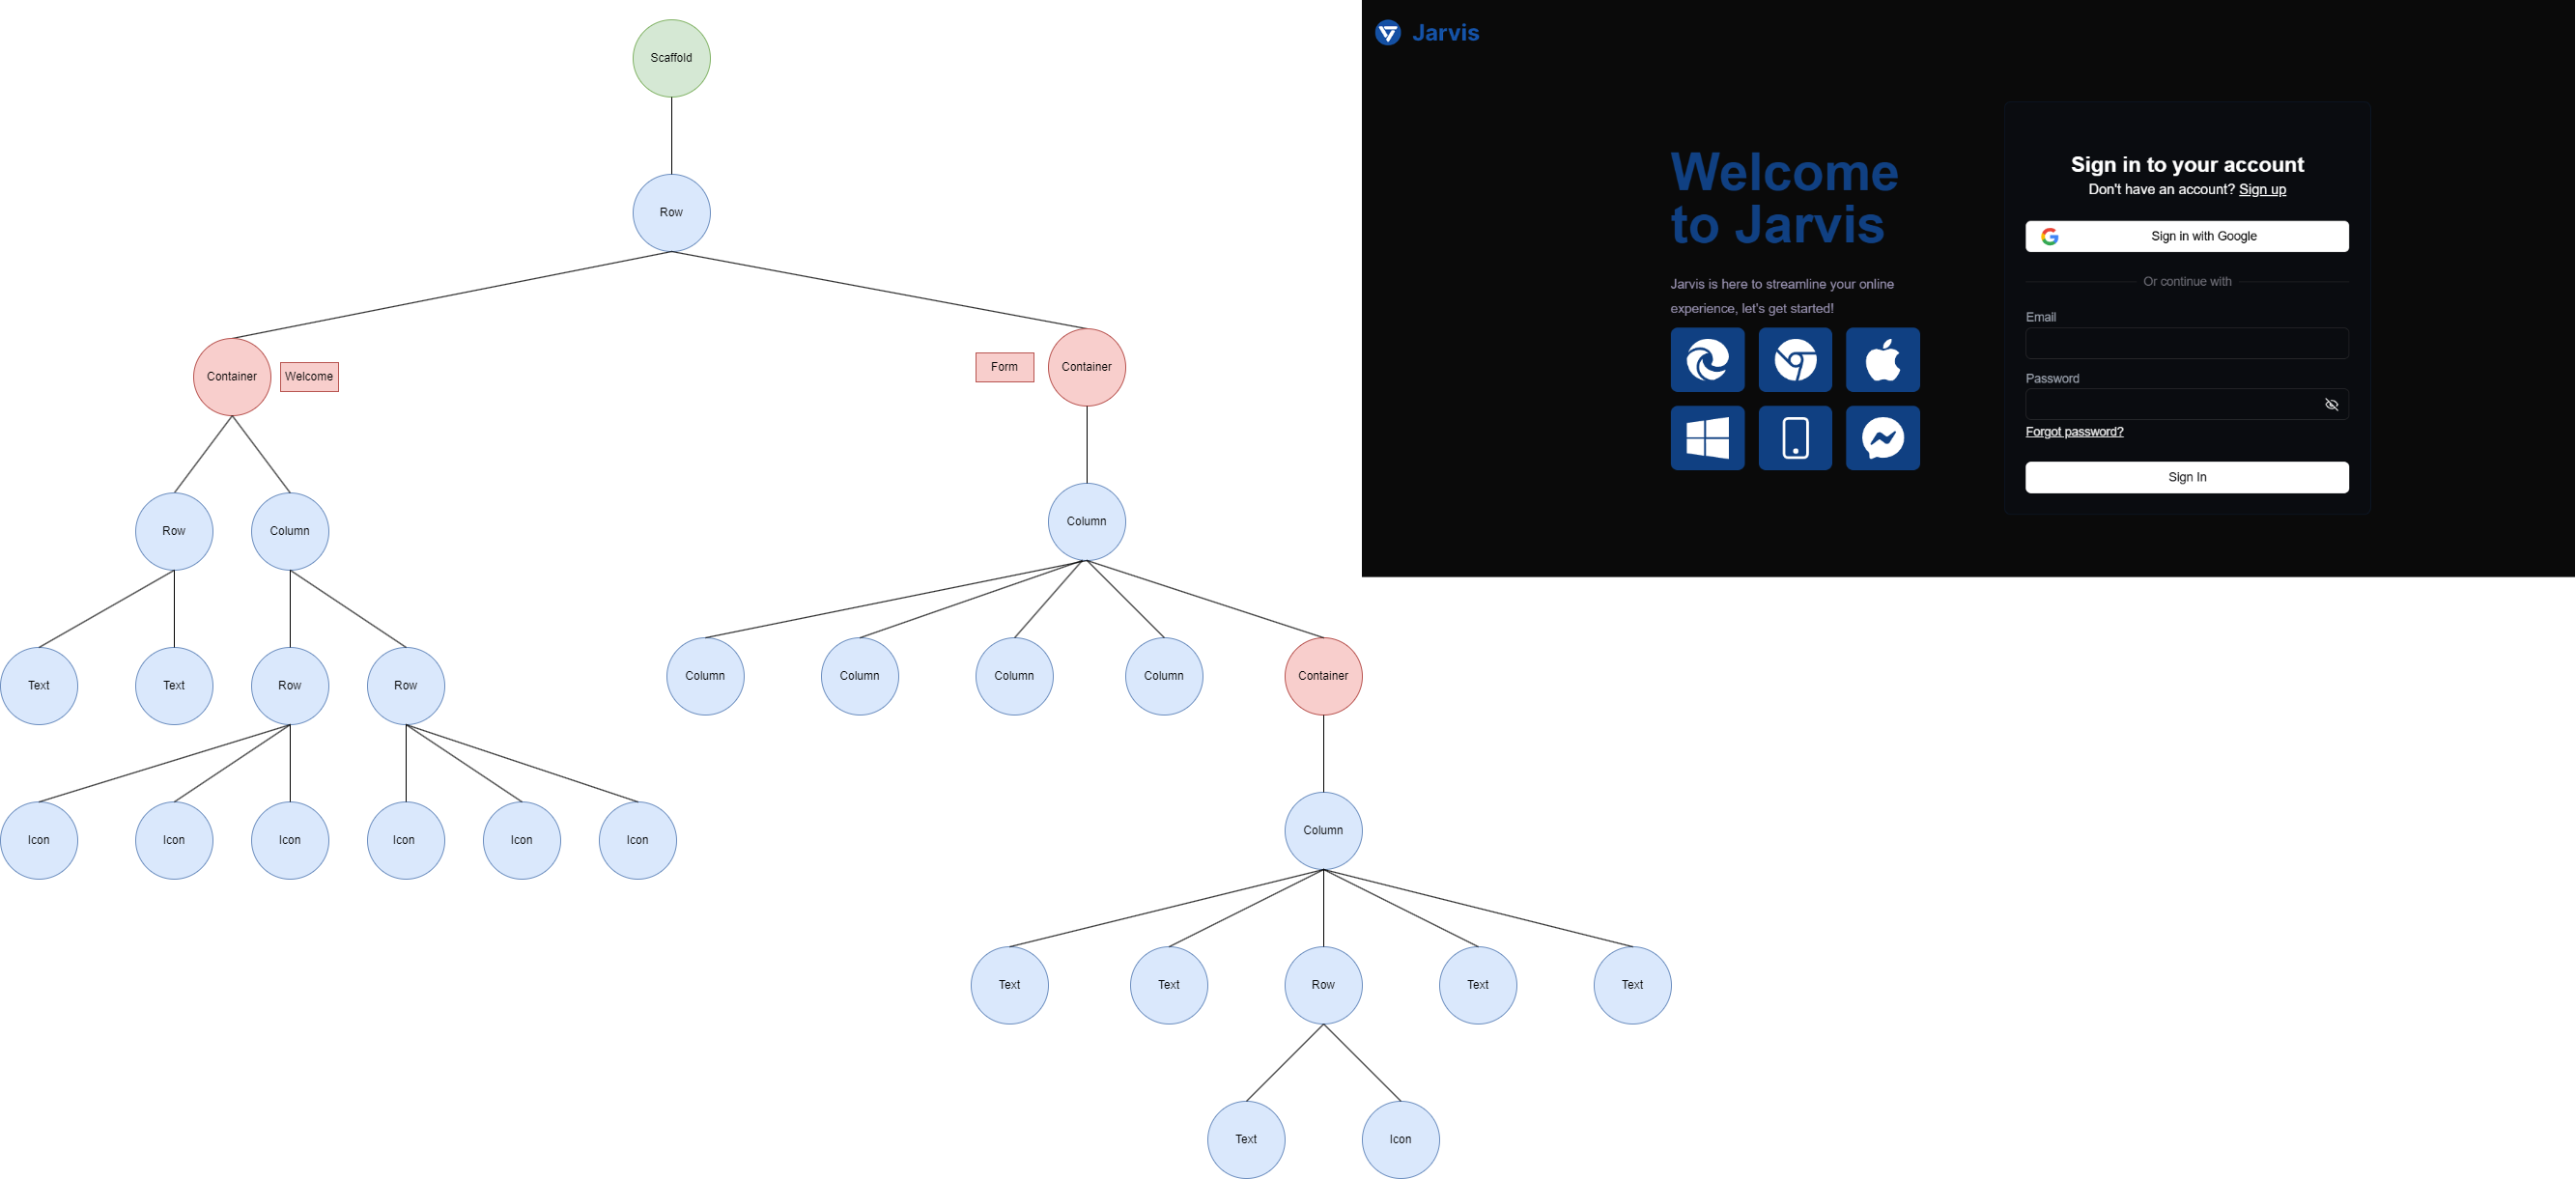 Scaffold
Row
Container
Welcome
Form
Container
Row
Column
Column
Text
Text
Row
Row
Column
Column
Column
Column
Container
Icon
Icon
Icon
Icon
Icon
Icon
Column
Text
Text
Row
Text
Text
Text
Icon
Jarvis
Welcome
to Jarvis
Jarvis is here to streamline your online
experience, let's get started!
Sign in to your account
Don't have an account? Sign up
Sign in with Google
Or continue with
Email
Password
Forgot password?
Sign In